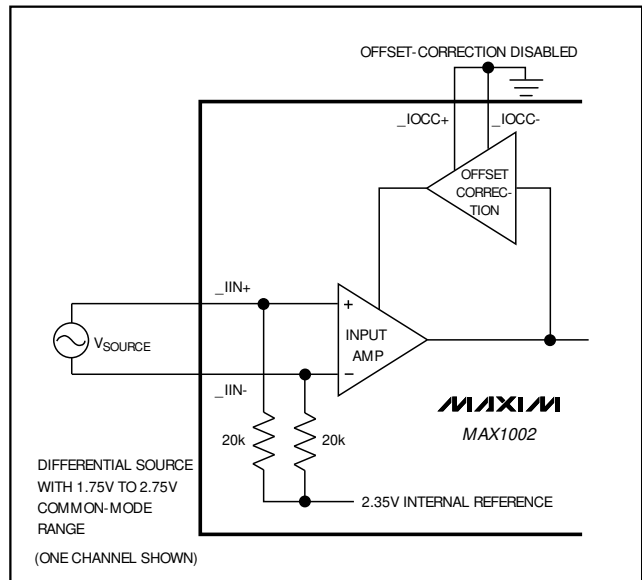 OFFSET-CORRECTION DISABLED
_IOCC+
_IOCC-
OFFSET
CORREC-
TION
_IIN+
+
INPUT
AMP
−
VSOURCE
_IIN-
MAXIM
MAX1002
20k
20k
DIFFERENTIAL SOURCE
WITH 1.75V TO 2.75V
COMMON-MODE
RANGE
2.35V INTERNAL REFERENCE
(ONE CHANNEL SHOWN)